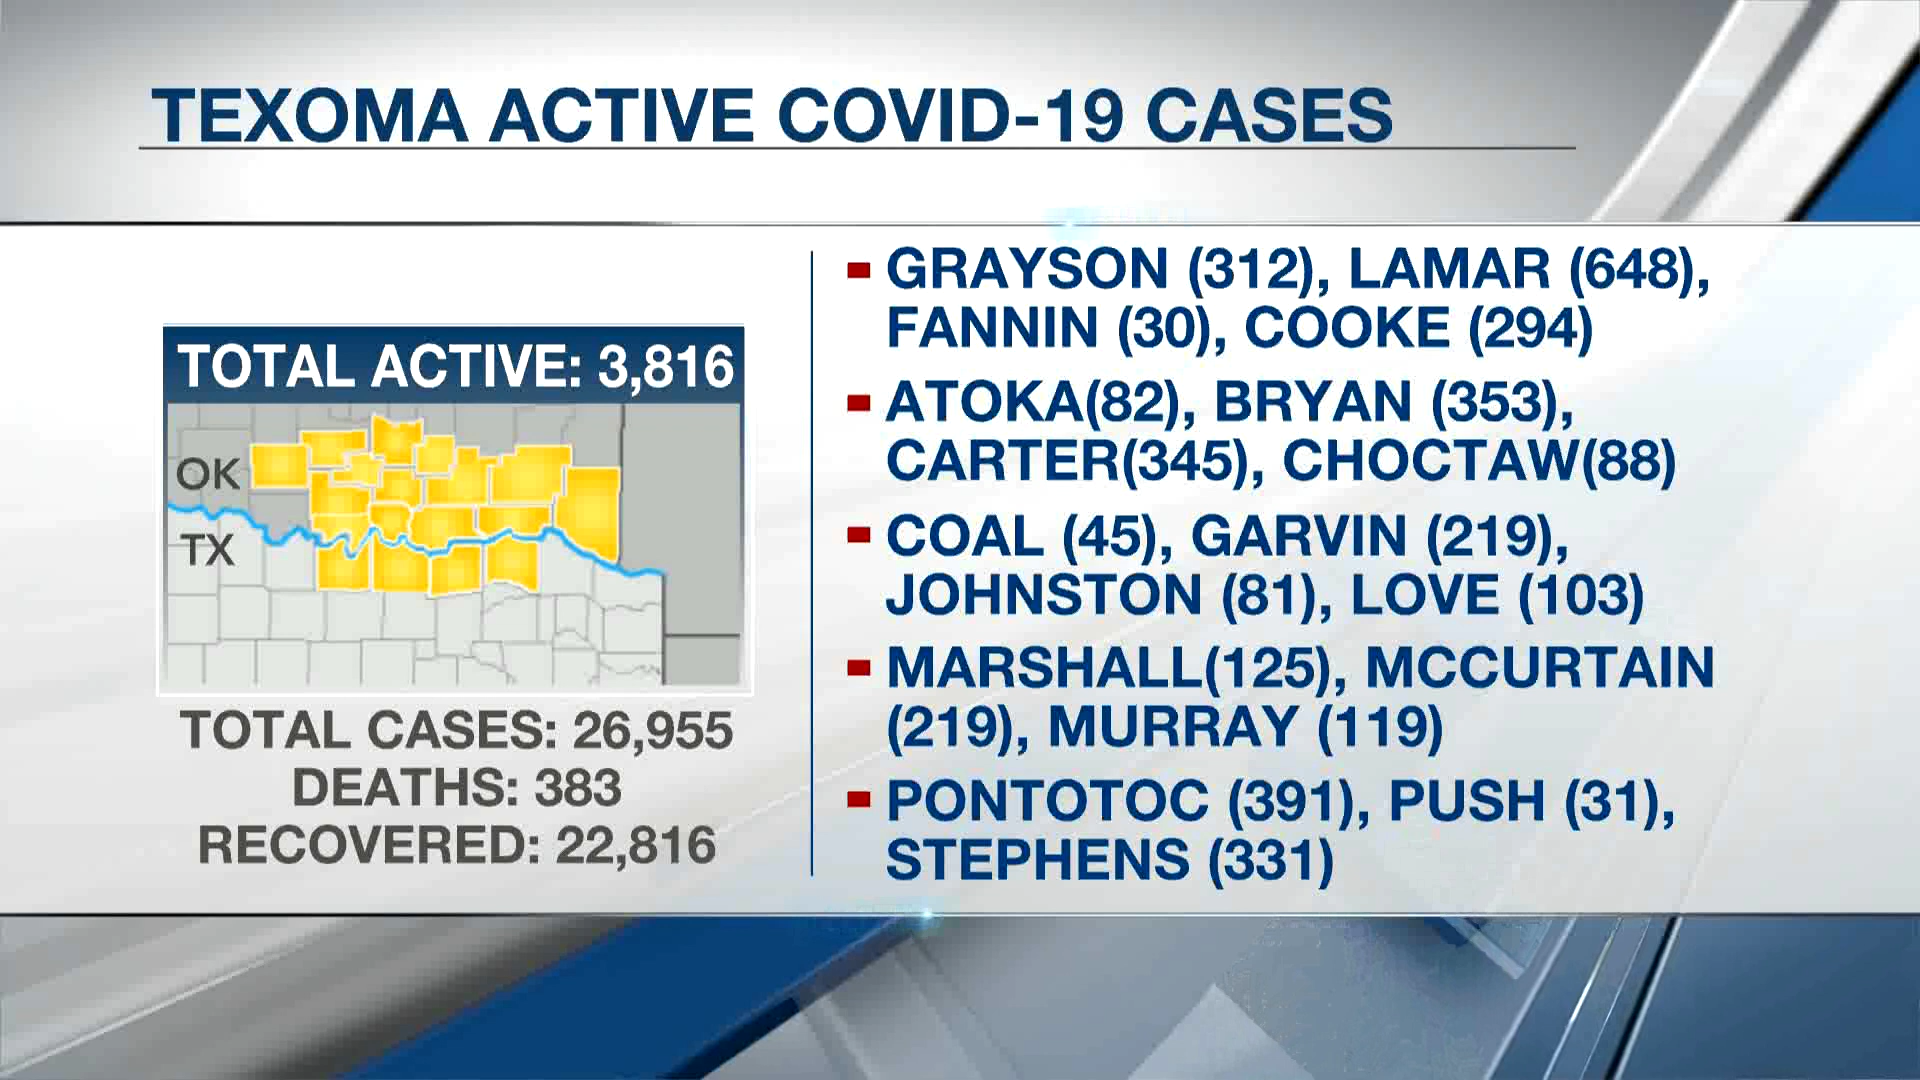 TEXOMA ACTIVE COVID-19 CASES
TOTAL ACTIVE: 3,816
OK
TX
TOTAL CASES: 26,955
DEATHS: 383
RECOVERED: 22,816
GRAYSON (312), LAMAR (648),
FANNIN (30), COOKE (294)
ATOKA(82), BRYAN (353),
CARTER(345), CHOCTAW(88)
COAL (45), GARVIN (219),
JOHNSTON (81), LOVE (103)
MARSHALL(125), MCCURTAIN
(219), MURRAY (119)
PONTOTOC (391), PUSH (31),
STEPHENS (331)